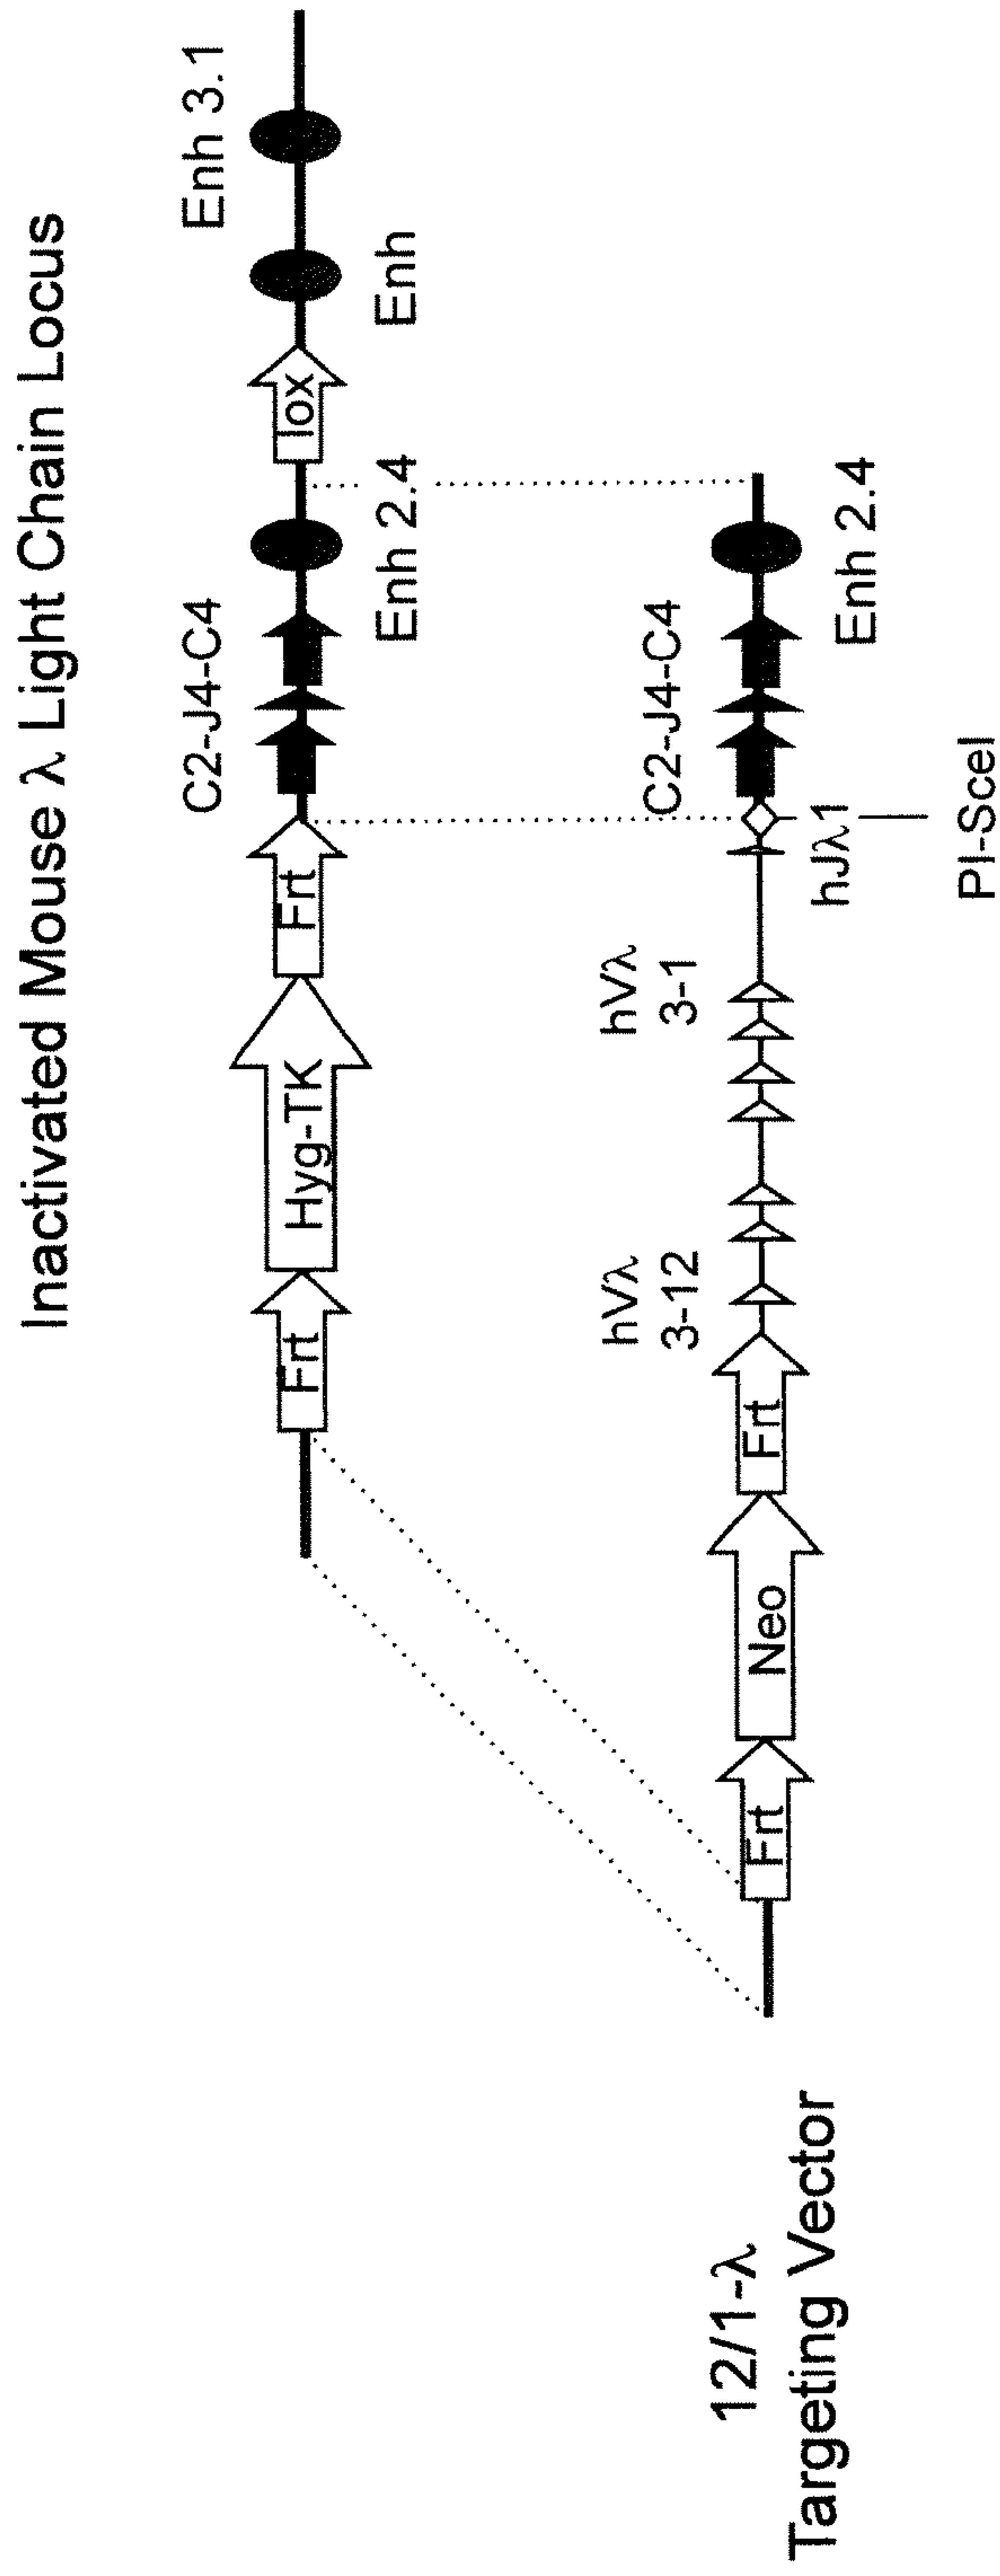 Inactivated Mouse λ Light Chain Locus
C2-J4-C4
Enh 3.1
Frt
Hyg-TK
Frt
lox
Enh 2.4
Enh
hVλ
3-12
hVλ
3-1
C2-J4-C4
12/1-λ
Targeting Vector
Frt
Neo
Frt
hJλ1
Enh 2.4
PI-SceI